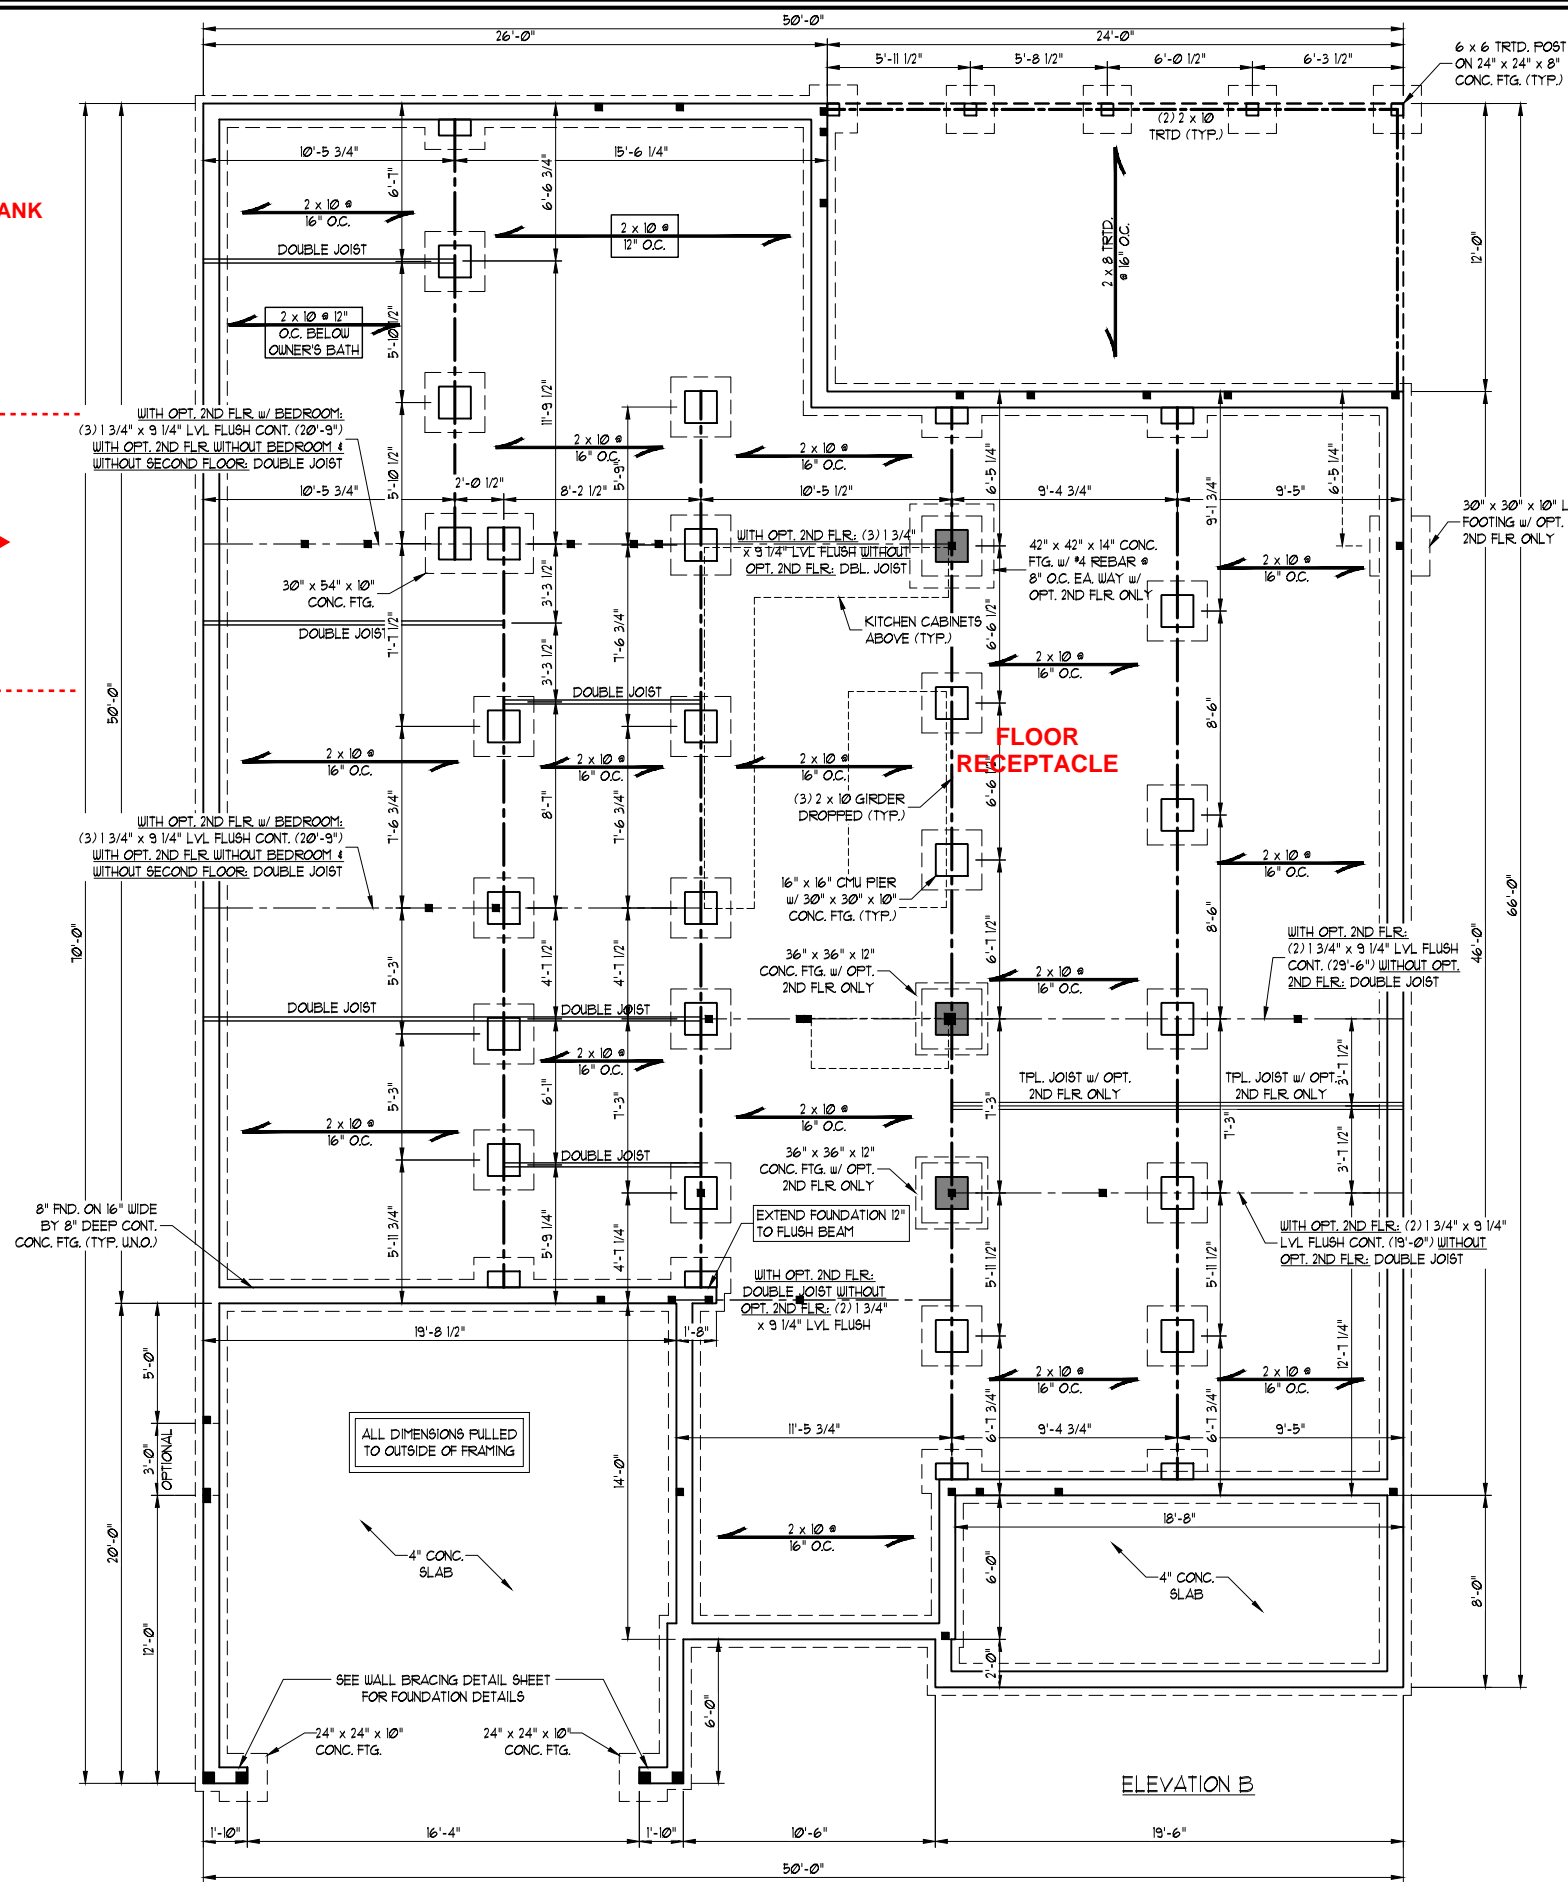 50'-0"
26'-0"
24'-0"
5'-11 1/2"
5'-8 1/2"
6'-0 1/2"
6'-3 1/2"
6 x 6 TRTD. POST
ON 24" x 24" x 8"
CONC. FTG. (TYP.)
(2) 2 x 10
TRTD (TYP.)
10'-5 3/4"
15'-6 1/4"
6'-7"
6'-6 3/4"
ANK
2 x 10 @
16" O.C.
2 x 10 @
12" O.C.
DOUBLE JOIST
2 x 8 TRTD.
@ 16" O.C.
12'-0"
2 x 10 @ 12"
O.C. BELOW
OWNER'S BATH
5'-10 1/2"
11'-9 1/2"
WITH OPT. 2ND FLR. w/ BEDROOM:
(3) 1 3/4" x 9 1/4" LVL FLUSH CONT. (20'-9")
WITH OPT. 2ND FLR. WITHOUT BEDROOM &
WITHOUT SECOND FLOOR: DOUBLE JOIST
2 x 10 @
16" O.C.
2 x 10 @
16" O.C.
5'-9"
5'-10 1/2"
6'-5 1/4"
9'-1 3/4"
6'-5 1/4"
10'-5 3/4"
2'-0 1/2"
8'-2 1/2"
10'-5 1/2"
9'-4 3/4"
9'-5"
30" x 30" x 10" L
FOOTING w/ OPT.
2ND FLR. ONLY
WITH OPT. 2ND FLR.: (3) 1 3/4"
x 9 1/4" LVL FLUSH WITHOUT
OPT. 2ND FLR.: DBL. JOIST
42" x 42" x 14" CONC.
FTG. w/ #4 REBAR @
8" O.C. EA. WAY w/
OPT. 2ND FLR. ONLY
2 x 10 @
16" O.C.
30" x 54" x 10"
CONC. FTG.
3'-3 1/2"
KITCHEN CABINETS
ABOVE (TYP.)
DOUBLE JOIST
7'-7 1/2"
7'-6 3/4"
6'-6 1/2"
2 x 10 @
16" O.C.
3'-3 1/2"
DOUBLE JOIST
50'-0"
8'-6"
FLOOR
RECEPTACLE
2 x 10 @
16" O.C.
2 x 10 @
16" O.C.
2 x 10 @
16" O.C.
6'-6 1/2"
(3) 2 x 10 GIRDER
DROPPED (TYP.)
7'-6 3/4"
8'-7"
7'-6 3/4"
WITH OPT. 2ND FLR. w/ BEDROOM:
(3) 1 3/4" x 9 1/4" LVL FLUSH CONT. (20'-9")
WITH OPT. 2ND FLR. WITHOUT BEDROOM &
WITHOUT SECOND FLOOR: DOUBLE JOIST
2 x 10 @
16" O.C.
16" x 16" CMU PIER
w/ 30" x 30" x 10"
CONC. FTG. (TYP.)
66'-0"
8'-6"
6'-7 1/2"
70'-0"
46'-0"
WITH OPT. 2ND FLR.:
(2) 1 3/4" x 9 1/4" LVL FLUSH
CONT. (29'-6") WITHOUT OPT.
2ND FLR.: DOUBLE JOIST
5'-3"
4'-7 1/2"
4'-7 1/2"
36" x 36" x 12"
CONC. FTG. w/ OPT.
2ND FLR. ONLY
2 x 10 @
16" O.C.
DOUBLE JOIST
DOUBLE JOIST
2 x 10 @
16" O.C.
3'-7 1/2"
TPL. JOIST w/ OPT.
2ND FLR. ONLY
TPL. JOIST w/ OPT.
2ND FLR. ONLY
5'-3"
6'-1"
7'-3"
7'-3"
7'-3"
2 x 10 @
16" O.C.
2 x 10 @
16" O.C.
3'-7 1/2"
DOUBLE JOIST
36" x 36" x 12"
CONC. FTG. w/ OPT.
2ND FLR. ONLY
8" FND. ON 16" WIDE
BY 8" DEEP CONT.
CONC. FTG. (TYP. U.N.O.)
EXTEND FOUNDATION 12"
TO FLUSH BEAM
5'-11 3/4"
5'-9 1/4"
4'-7 1/4"
WITH OPT. 2ND FLR.: (2) 1 3/4" x 9 1/4"
LVL FLUSH CONT. (19'-0") WITHOUT
OPT. 2ND FLR.: DOUBLE JOIST
5'-11 1/2"
5'-11 1/2"
WITH OPT. 2ND FLR.:
DOUBLE JOIST WITHOUT
OPT. 2ND FLR.: (2) 1 3/4"
x 9 1/4" LVL FLUSH
19'-8 1/2"
1'-8"
12'-7 1/4"
5'-0"
2 x 10 @
16" O.C.
2 x 10 @
16" O.C.
6'-7 3/4"
6'-7 3/4"
11'-5 3/4"
9'-4 3/4"
9'-5"
ALL DIMENSIONS PULLED
TO OUTSIDE OF FRAMING
3'-0"
OPTIONAL
14'-0"
18'-8"
2 x 10 @
16" O.C.
20'-0"
4" CONC.
SLAB
6'-0"
4" CONC.
SLAB
8'-0"
12'-0"
2'-0"
SEE WALL BRACING DETAIL SHEET
FOR FOUNDATION DETAILS
6'-0"
24" x 24" x 10"
CONC. FTG.
24" x 24" x 10"
CONC. FTG.
ELEVATION B
1'-10"
16'-4"
1'-10"
10'-6"
19'-6"
50'-0"